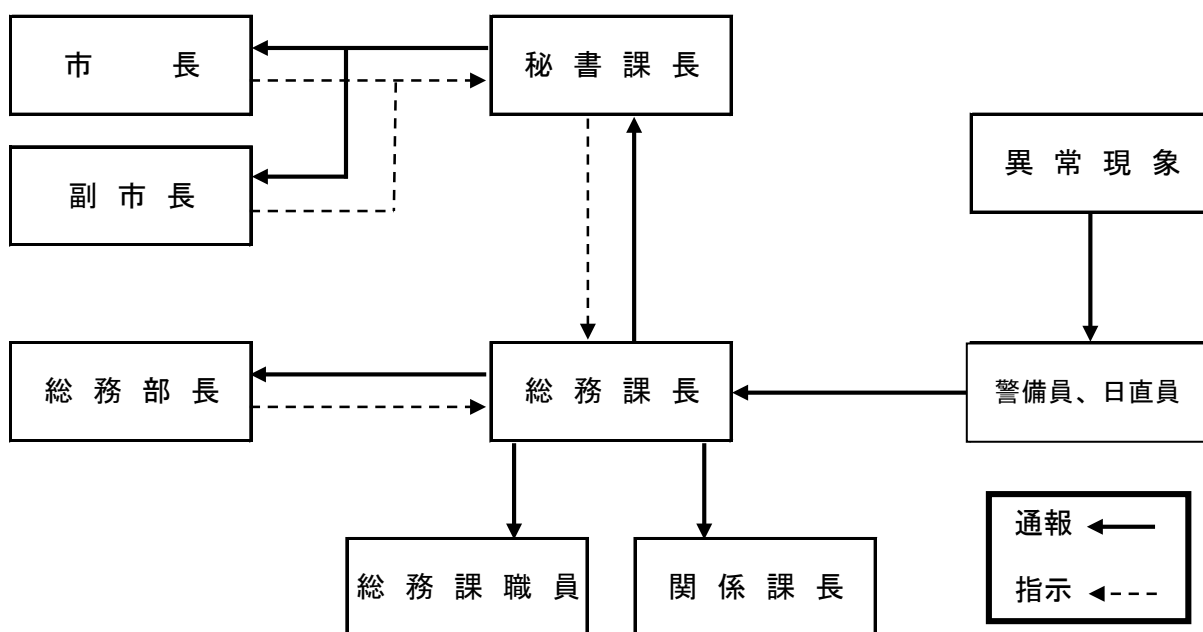 市長
秘書課長
異常現象
副市長
総務部長
総務課長
警備員、日直員
通報
指示
総務課職員
関係課長